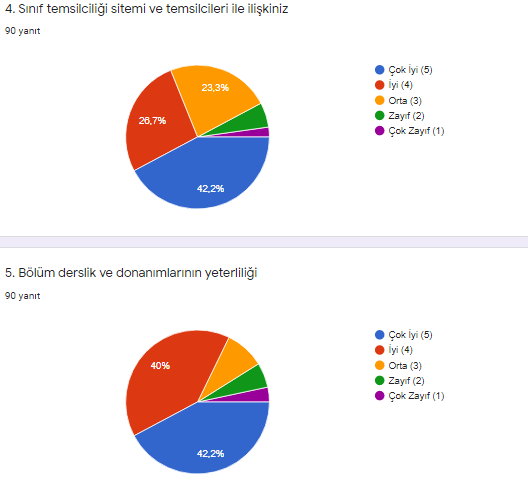 4. Sınıf temsilciliği sitemi ve temsilcileri ile ilişkiniz
90 yanıt
Çok İyi (5)
İyi (4)
Orta (3)
Zayıf (2)
Çok Zayıf (1)
23,3%
26,7%
42,2%
5. Bölüm derslik ve donanımlarının yeterliliği
90 yanıt
Çok İyi (5)
İyi (4)
Orta (3)
Zayıf (2)
Çok Zayıf (1)
40%
42,2%